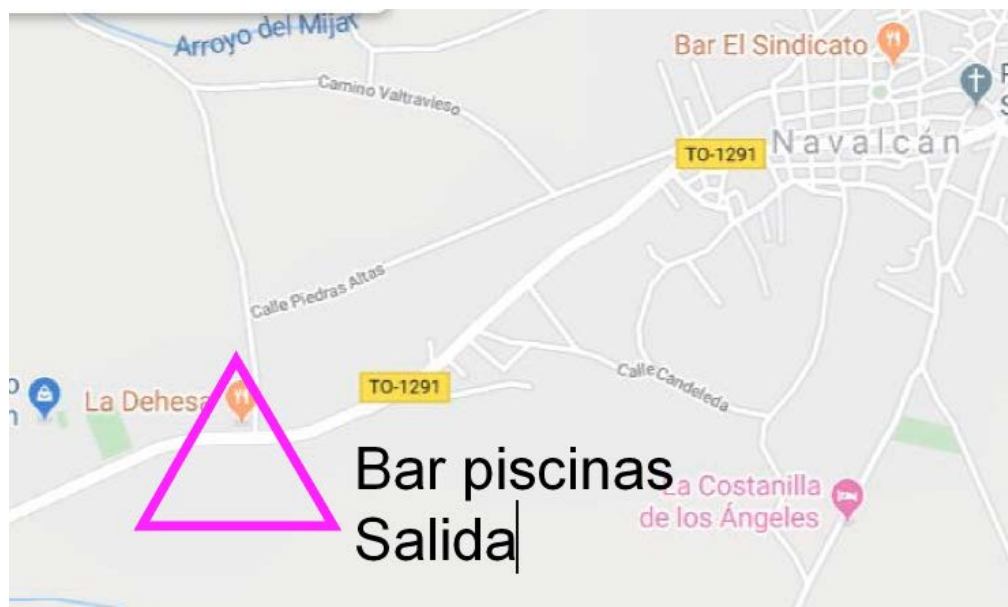 Arroyo del Mijar
Bar El Sindicato
Camino Valtravieso
TO-1291
Navalcán
Calle Piedras Altas
TO-1291
Calle Candeleda
La Dehesa
Bar piscinas
Salida
La Costanilla
de los Ángeles